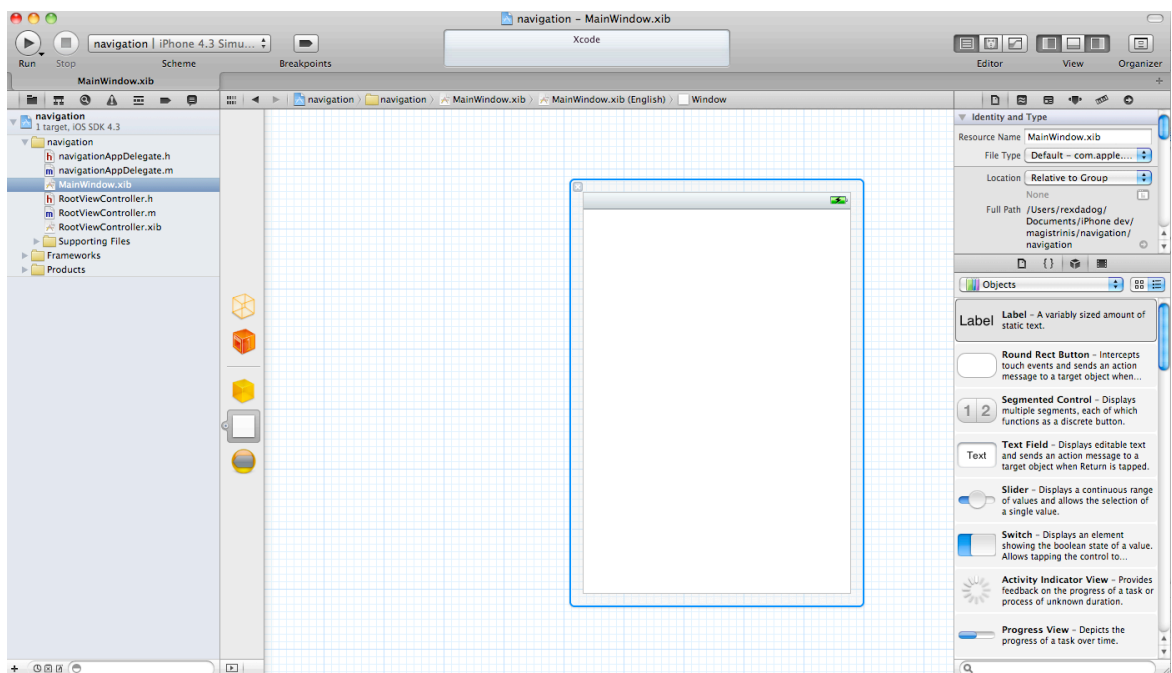 navigation – MainWindow.xib
navigation | iPhone 4.3 Simu...
Xcode
Run Stop Scheme Breakpoints Editor View Organizer
MainWindow.xib
navigation navigation MainWindow.xib MainWindow.xib (English) Window
navigation
1 target, iOS SDK 4.3
navigation
h navigationAppDelegate.h
m navigationAppDelegate.m
MainWindow.xib
h RootViewController.h
m RootViewController.m
RootViewController.xib
Supporting Files
Frameworks
Products
Identity and Type
Resource Name MainWindow.xib
File Type Default – com.apple....
Location Relative to Group
None
Full Path /Users/rexdadog/
Documents/iPhone dev/
magistrinis/navigation/
navigation
{}
Objects
Label
Label – A variably sized amount of
static text.
Round Rect Button – Intercepts
touch events and sends an action
message to a target object when...
1 2
Segmented Control – Displays
multiple segments, each of which
functions as a discrete button.
Text
Text Field – Displays editable text
and sends an action message to a
target object when Return is tapped.
Slider – Displays a continuous range
of values and allows the selection of
a single value.
Switch – Displays an element
showing the boolean state of a value.
Allows tapping the control to...
Activity Indicator View – Provides
feedback on the progress of a task or
process of unknown duration.
Progress View – Depicts the
progress of a task over time.